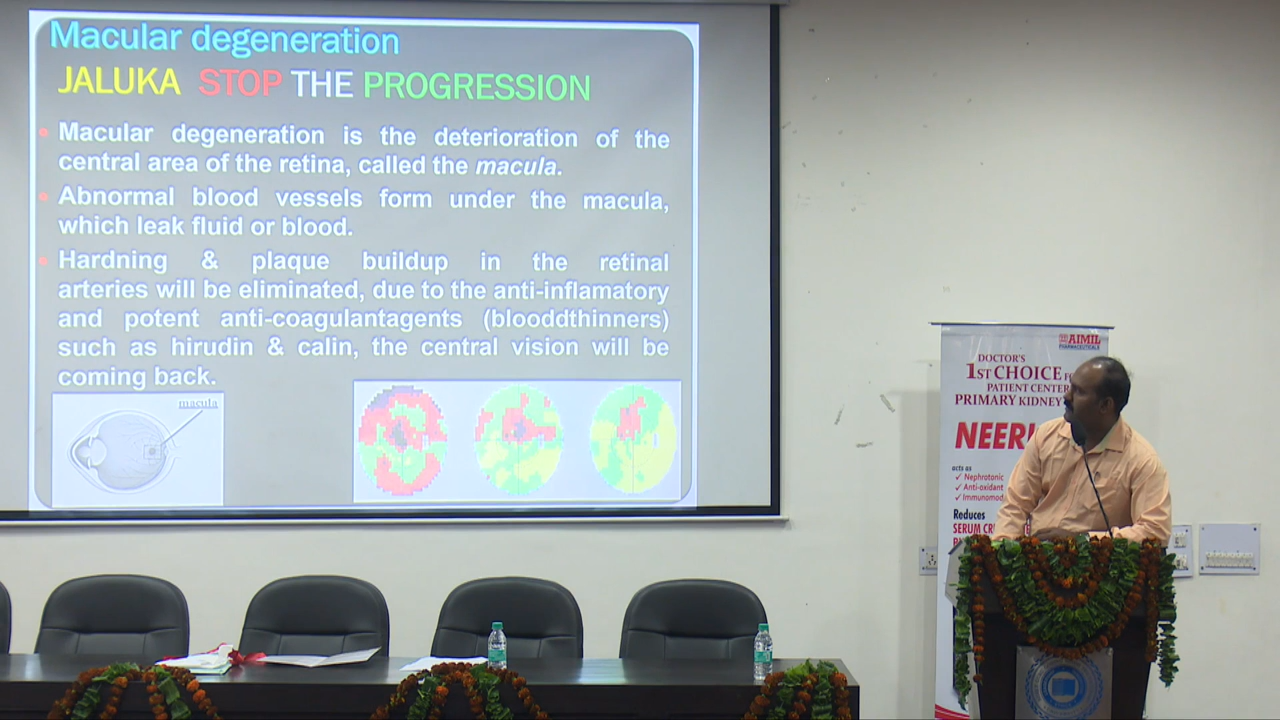 Macular degeneration
JALUKA STOP THE PROGRESSION
Macular degeneration is the deterioration of the
central area of the retina, called the macula.
Abnormal blood vessels form under the macula,
which leak fluid or blood.
Hardning & plaque buildup in the retinal
arteries will be eliminated, due to the anti-inflamatory
and potent anti-coagulantagents (blooddthinners)
such as hirudin & calin, the central vision will be
coming back.
macula
AIMIL
PHARMACEUTICALS
DOCTOR'S
1ST CHOICE
PATIENT
PRIMARY KIDNEY
acts as
✓ Nephrotonic
✓ Anti-oxidant
Reduces
SERUM